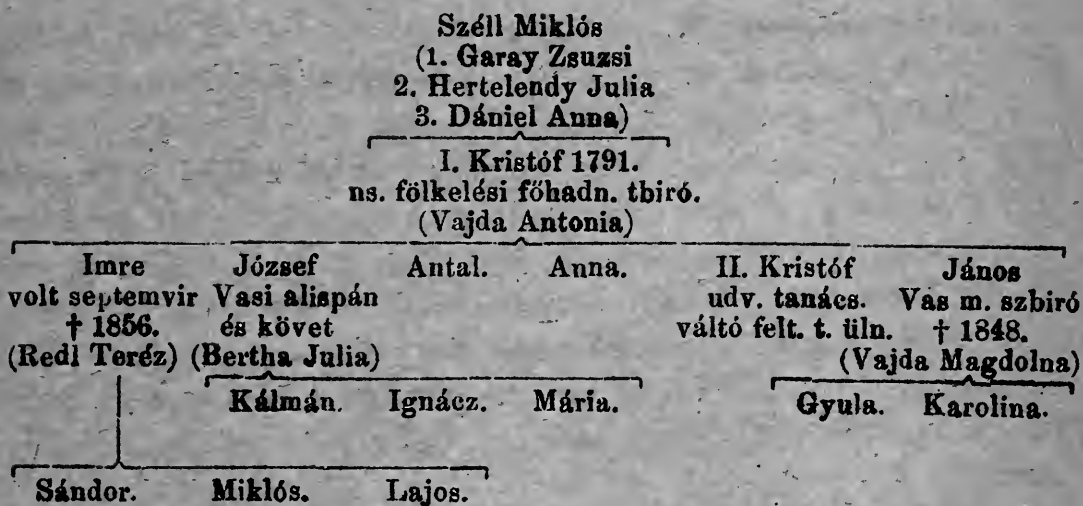 Széll Miklós
(1. Garay Zsuzsi
2. Hertelendy Julia
3. Dániel Anna)
I. Kristóf 1791.
ns. fölkelési főhadn. tbiró.
(Vajda Antonia)
Imre József Antal. Anna. II. Kristóf János
volt septemvir Vasi alispán udv. tanács. Vas m. szbiró
† 1856. és követ váltó felt. t. üln. † 1848.
(Redl Teréz) (Bertha Julia) (Vajda Magdolna)
Kálmán. Ignácz. Mária. Gyula. Karolina.
Sándor. Miklós. Lajos.